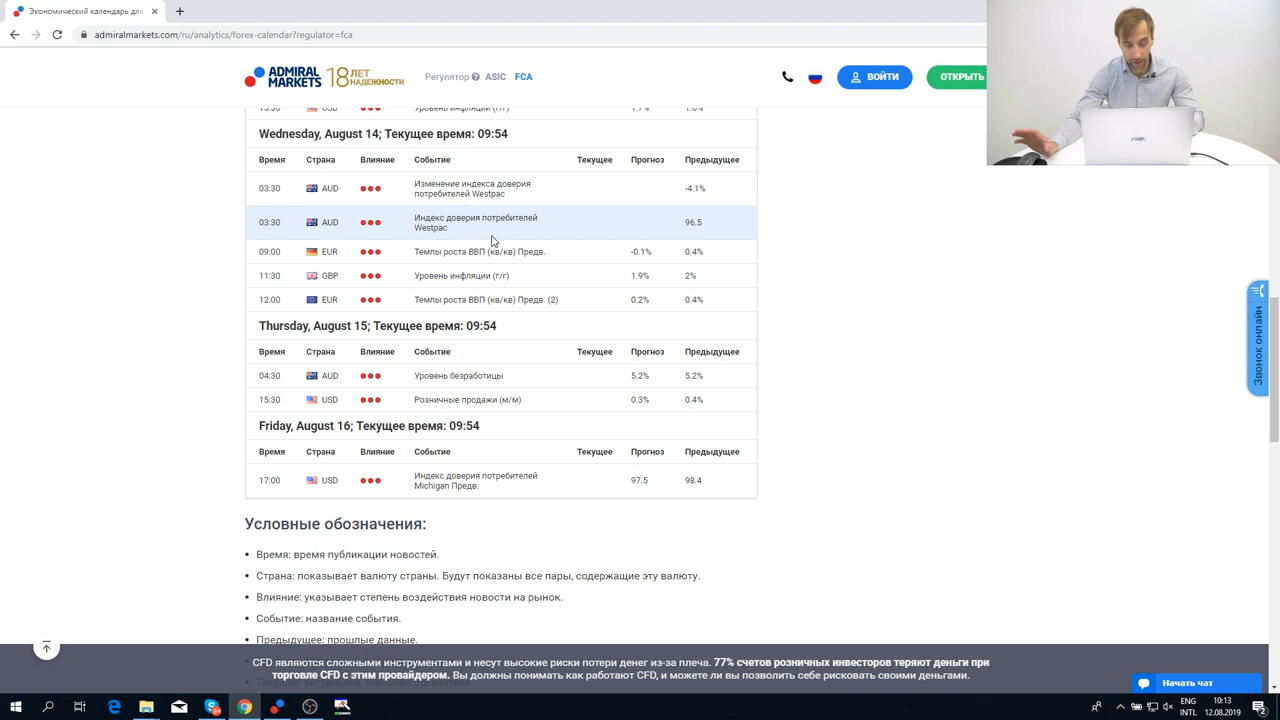 Экономический календарь для
admiralmarkets.com/ru/analytics/forex-calendar?regulator=fca
ADMIRAL MARKETS 18 ЛЕТ НАДЕЖНОСТИ
Регулятор ? ASIC FCA
ВОЙТИ
ОТКРЫТЬ
15:30 USD Уровень инфляции (г/г) 1.7% 1.6%
Wednesday, August 14; Текущее время: 09:54
Время Страна Влияние Событие Текущее Прогноз Предыдущее
03:30 AUD Изменение индекса доверия потребителей Westpac -4.1%
03:30 AUD Индекс доверия потребителей Westpac 96.5
09:00 EUR Темпы роста ВВП (кв/кв) Предв. -0.1% 0.4%
11:30 GBP Уровень инфляции (г/г) 1.9% 2%
12:00 EUR Темпы роста ВВП (кв/кв) Предв. (2) 0.2% 0.4%
Thursday, August 15; Текущее время: 09:54
Время Страна Влияние Событие Текущее Прогноз Предыдущее
04:30 AUD Уровень безработицы 5.2% 5.2%
15:30 USD Розничные продажи (м/м) 0.3% 0.4%
Friday, August 16; Текущее время: 09:54
Время Страна Влияние Событие Текущее Прогноз Предыдущее
17:00 USD Индекс доверия потребителей Michigan Предв. 97.5 98.4
Условные обозначения:
Время: время публикации новостей.
Страна: показывает валюту страны. Будут показаны все пары, содержащие эту валюту.
Влияние: указывает степень воздействия новости на рынок.
Событие: название события.
Предыдущее: прошлые данные.
CFD являются сложными инструментами и несут высокие риски потери денег из-за плеча. 77% счетов розничных инвесторов теряют деньги при
торговле CFD с этим провайдером. Вы должны понимать как работают CFD, и можете ли вы позволить себе рисковать своими деньгами.
Звонок онлайн
Начать чат
ENG
INTL
10:13
12.08.2019